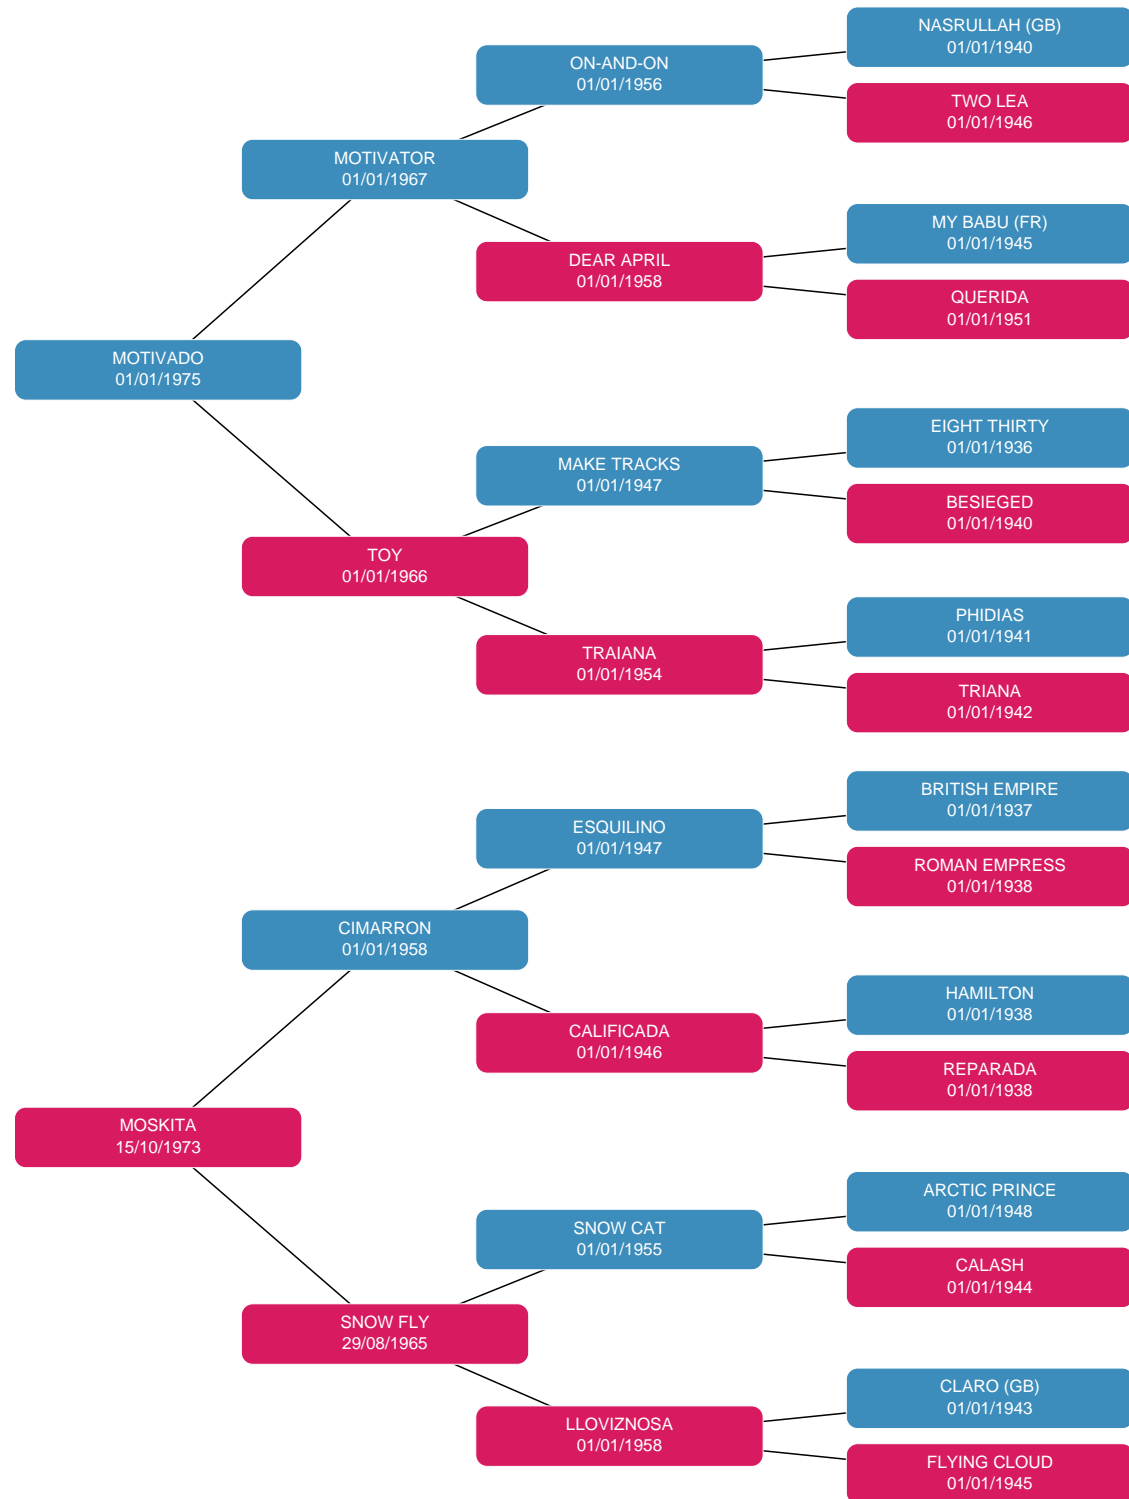 NASRULLAH (GB)
01/01/1940
ON-AND-ON
01/01/1956
TWO LEA
01/01/1946
MOTIVATOR
01/01/1967
MY BABU (FR)
01/01/1945
DEAR APRIL
01/01/1958
QUERIDA
01/01/1951
MOTIVADO
01/01/1975
EIGHT THIRTY
01/01/1936
MAKE TRACKS
01/01/1947
BESIEGED
01/01/1940
TOY
01/01/1966
PHIDIAS
01/01/1941
TRAIANA
01/01/1954
TRIANA
01/01/1942
BRITISH EMPIRE
01/01/1937
ESQUILINO
01/01/1947
ROMAN EMPRESS
01/01/1938
CIMARRON
01/01/1958
HAMILTON
01/01/1938
CALIFICADA
01/01/1946
REPARADA
01/01/1938
MOSKITA
15/10/1973
ARCTIC PRINCE
01/01/1948
SNOW CAT
01/01/1955
CALASH
01/01/1944
SNOW FLY
29/08/1965
CLARO (GB)
01/01/1943
LLOVIZNOSA
01/01/1958
FLYING CLOUD
01/01/1945